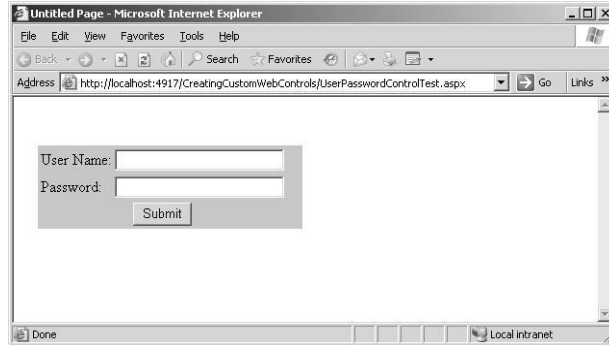 Untitled Page - Microsoft Internet Explorer
File Edit View Favorites Tools Help
Back Search Favorites
Address http://localhost:4917/CreatingCustomWebControls/UserPasswordControlTest.aspx Go Links »
User Name:
Password:
Submit
Done Local intranet